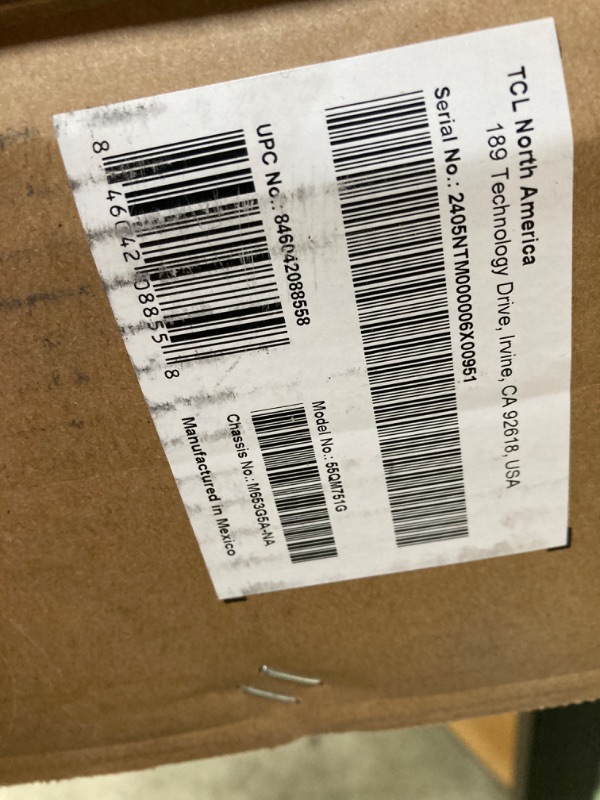 TCL North America
189 Technology Drive, Irvine, CA 92618, USA
Serial No.: 2405NTM000006X00951
UPC No.: 846042088558
8 46042 08855 8
Model No.: 55QM751G
Chassis No.: M653G5A-NA
Manufactured in Mexico